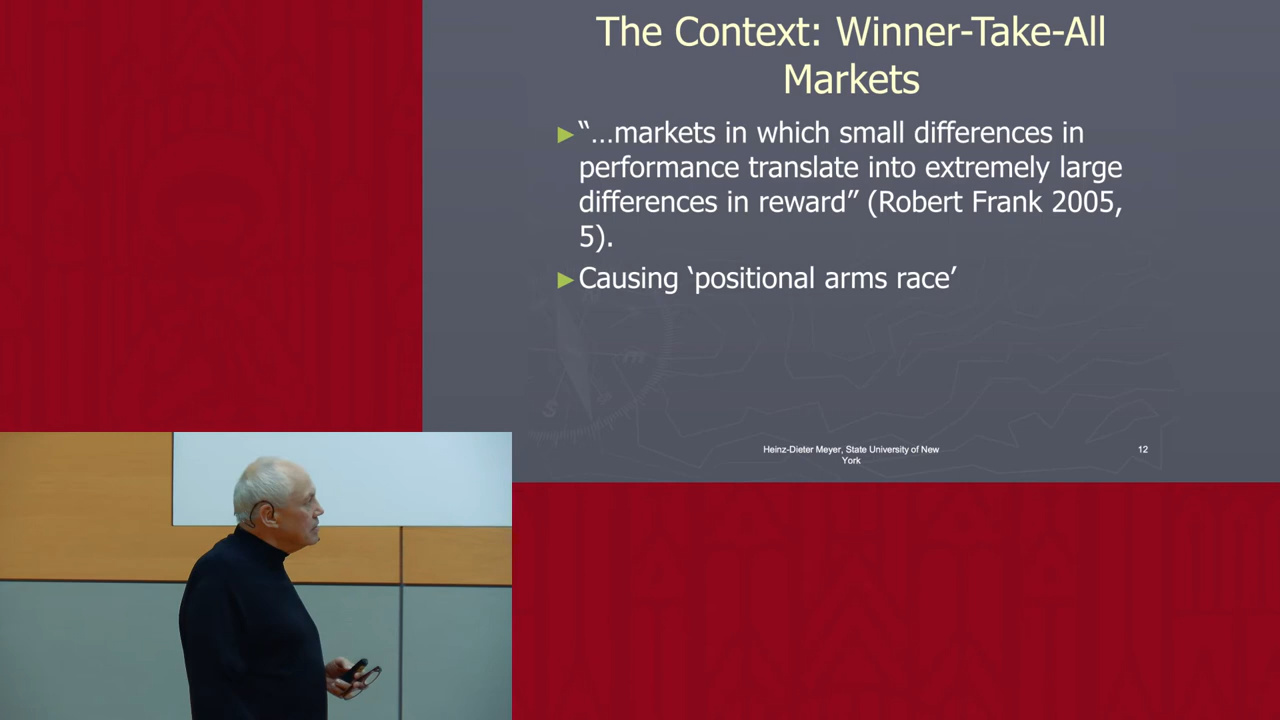 The Context: Winner-Take-All
Markets
►“…markets in which small differences in
performance translate into extremely large
differences in reward” (Robert Frank 2005,
5).
►Causing ‘positional arms race’
Heinz-Dieter Meyer, State University of New
York
12